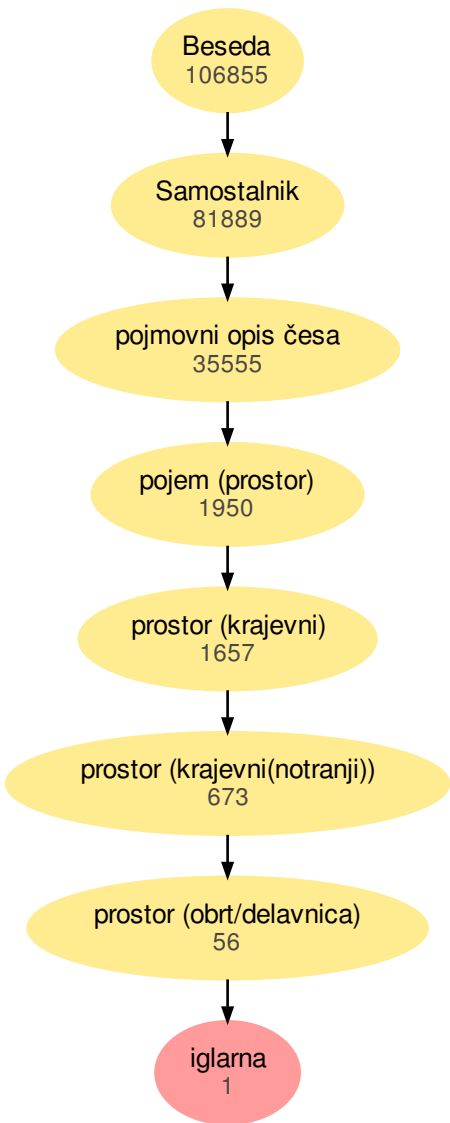 Beseda
106855
Samostalnik
81889
pojmovni opis česa
35555
pojem (prostor)
1950
prostor (krajevni)
1657
prostor (krajevni(notranji))
673
prostor (obrt/delavnica)
56
iglarna
1